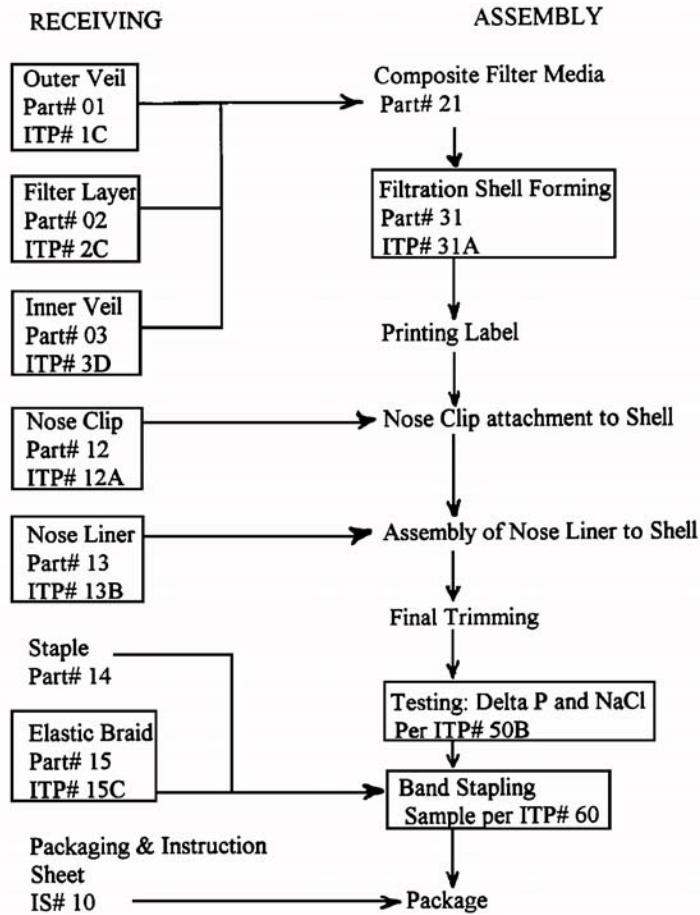 RECEIVING
ASSEMBLY
Outer Veil
Part# 01
ITP# 1C
Composite Filter Media
Part# 21
Filter Layer
Part# 02
ITP# 2C
Filtration Shell Forming
Part# 31
ITP# 31A
Inner Veil
Part# 03
ITP# 3D
Printing Label
Nose Clip
Part# 12
ITP# 12A
Nose Clip attachment to Shell
Nose Liner
Part# 13
ITP# 13B
Assembly of Nose Liner to Shell
Final Trimming
Staple
Part# 14
Testing: Delta P and NaCl
Per ITP# 50B
Elastic Braid
Part# 15
ITP# 15C
Band Stapling
Sample per ITP# 60
Packaging & Instruction
Sheet
IS# 10
Package